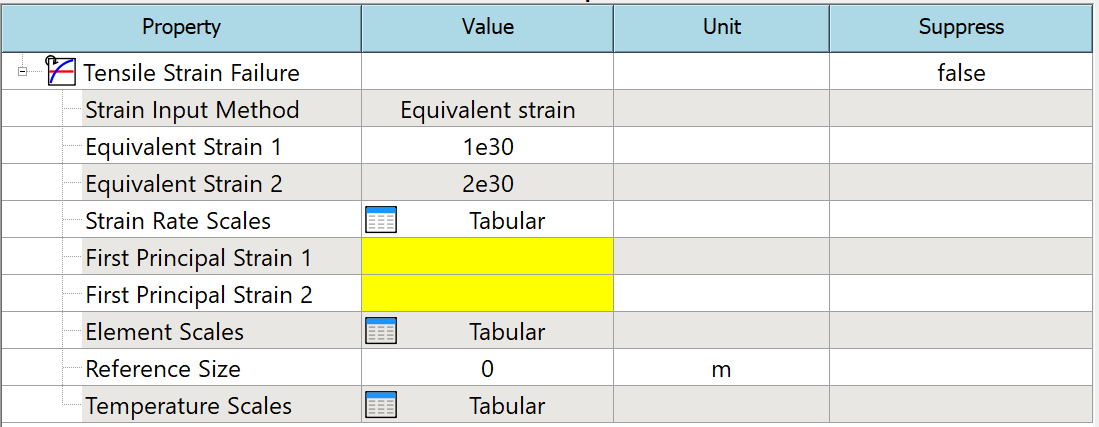 Property Value Unit Suppress
Tensile Strain Failure false
Strain Input Method Equivalent strain
Equivalent Strain 1 1e30
Equivalent Strain 2 2e30
Strain Rate Scales Tabular
First Principal Strain 1
First Principal Strain 2
Element Scales Tabular
Reference Size 0 m
Temperature Scales Tabular